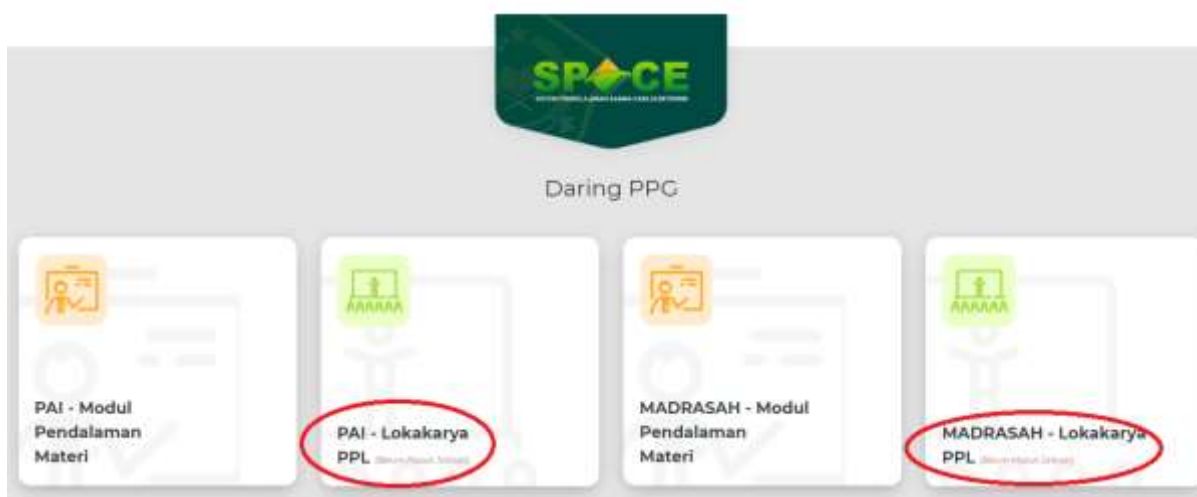 SPACE
Daring PPG
PAI - Modul
Pendalaman
Materi
PAI - Lokakarya
PPL
MADRASAH - Modul
Pendalaman
Materi
MADRASAH - Lokakarya
PPL